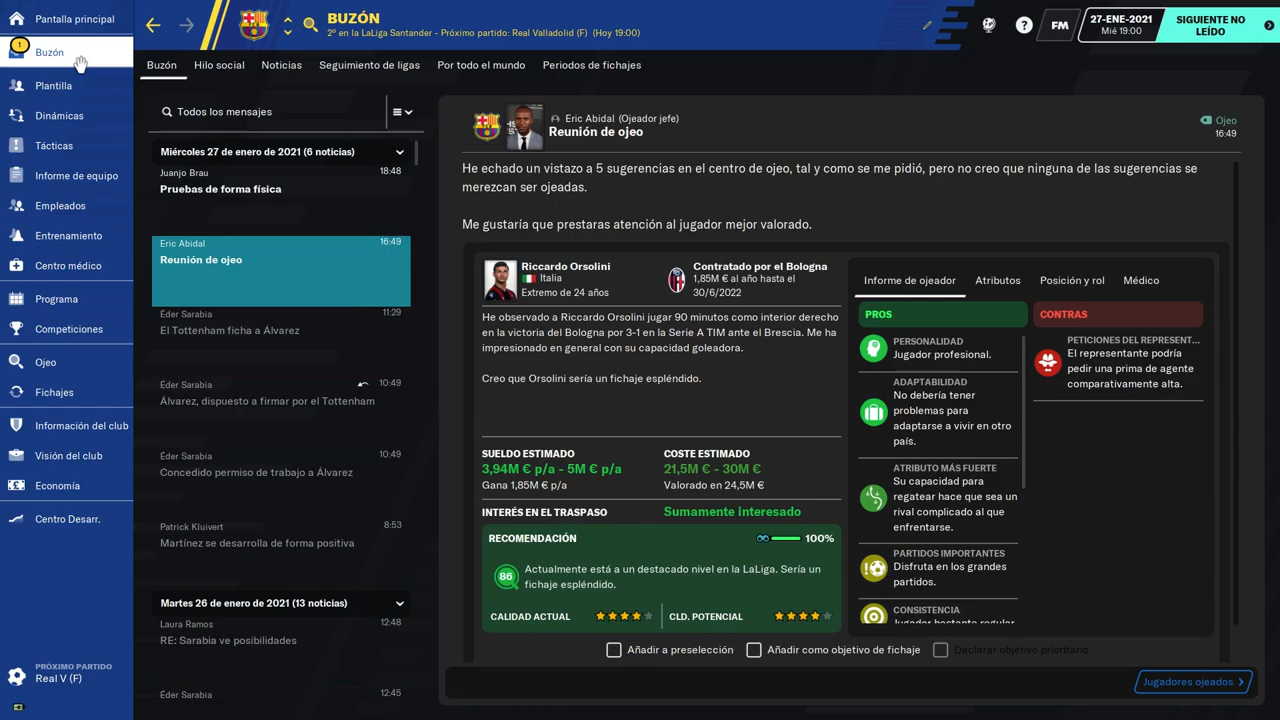 Pantalla principal
1
Buzón
Plantilla
Dinámicas
Tácticas
Informe de equipo
Empleados
Entrenamiento
Centro médico
Programa
Competiciones
Ojeo
Fichajes
Información del club
Visión del club
Economía
Centro Desarr.
PRÓXIMO PARTIDO
Real V (F)
BUZÓN
2º en la LaLiga Santander - Próximo partido: Real Valladolid (F) (Hoy 19:00)
FM
27-ENE-2021
Mié 19:00
SIGUIENTE NO LEÍDO
Buzón
Hilo social
Noticias
Seguimiento de ligas
Por todo el mundo
Periodos de fichajes
Todos los mensajes
Miércoles 27 de enero de 2021 (6 noticias)
Juanjo Brau 18:48
Pruebas de forma física
Eric Abidal 16:49
Reunión de ojeo
Éder Sarabia 11:29
El Tottenham ficha a Álvarez
Éder Sarabia 10:49
Álvarez, dispuesto a firmar por el Tottenham
Éder Sarabia 10:49
Concedido permiso de trabajo a Álvarez
Patrick Kluivert 8:53
Martínez se desarrolla de forma positiva
Martes 26 de enero de 2021 (13 noticias)
Laura Ramos 12:48
RE: Sarabia ve posibilidades
Éder Sarabia 12:45
Eric Abidal (Ojeador jefe)
Reunión de ojeo
Ojeo
16:49
He echado un vistazo a 5 sugerencias en el centro de ojeo, tal y como se me pidió, pero no creo que ninguna de las sugerencias se
merezcan ser ojeadas.
Me gustaría que prestaras atención al jugador mejor valorado.
Riccardo Orsolini
Italia
Extremo de 24 años
Contratado por el Bologna
1,85M € al año hasta el
30/6/2022
He observado a Riccardo Orsolini jugar 90 minutos como interior derecho
en la victoria del Bologna por 3-1 en la Serie A TIM ante el Brescia. Me ha
impresionado en general con su capacidad goleadora.
Creo que Orsolini sería un fichaje espléndido.
SUELDO ESTIMADO
3,94M € p/a - 5M € p/a
Gana 1,85M € p/a
COSTE ESTIMADO
21,5M € - 30M €
Valorado en 24,5M €
INTERÉS EN EL TRASPASO
Sumamente interesado
RECOMENDACIÓN
100%
86
Actualmente está a un destacado nivel en la LaLiga. Sería un
fichaje espléndido.
CALIDAD ACTUAL
CLD. POTENCIAL
Informe de ojeador
Atributos
Posición y rol
Médico
PROS
PERSONALIDAD
Jugador profesional.
ADAPTABILIDAD
No debería tener
problemas para
adaptarse a vivir en otro
país.
ATRIBUTO MÁS FUERTE
Su capacidad para
regatear hace que sea un
rival complicado al que
enfrentarse.
PARTIDOS IMPORTANTES
Disfruta en los grandes
partidos.
CONSISTENCIA
Jugador bastante regular
CONTRAS
PETICIONES DEL REPRESENT...
El representante podría
pedir una prima de agente
comparativamente alta.
Añadir a preselección
Añadir como objetivo de fichaje
Declarar objetivo prioritario
Jugadores ojeados